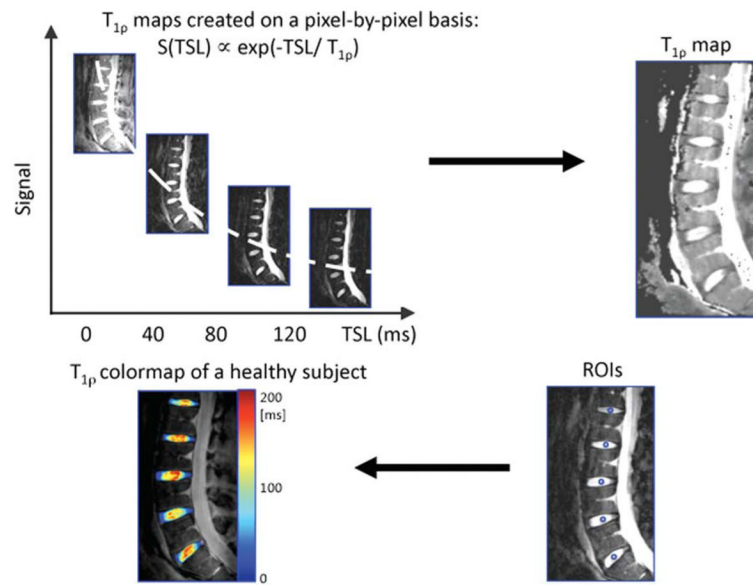 T1ρ maps created on a pixel-by-pixel basis:
S(TSL) ∝ exp(-TSL/ T1ρ)
T1ρ map
Signal
0 40 80 120 TSL (ms)
T1ρ colormap of a healthy subject
ROIs
200
[ms]
100
0